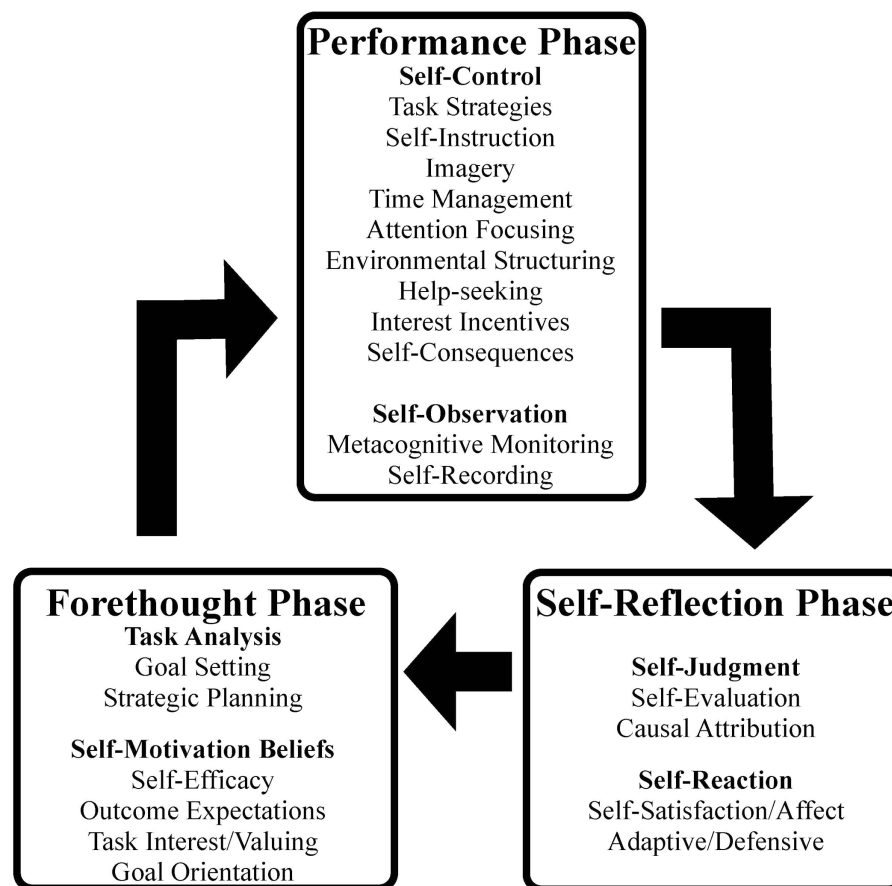 Performance Phase
Self-Control
Task Strategies
Self-Instruction
Imagery
Time Management
Attention Focusing
Environmental Structuring
Help-seeking
Interest Incentives
Self-Consequences
Self-Observation
Metacognitive Monitoring
Self-Recording
Forethought Phase
Task Analysis
Goal Setting
Strategic Planning
Self-Motivation Beliefs
Self-Efficacy
Outcome Expectations
Task Interest/Valuing
Goal Orientation
Self-Reflection Phase
Self-Judgment
Self-Evaluation
Causal Attribution
Self-Reaction
Self-Satisfaction/Affect
Adaptive/Defensive